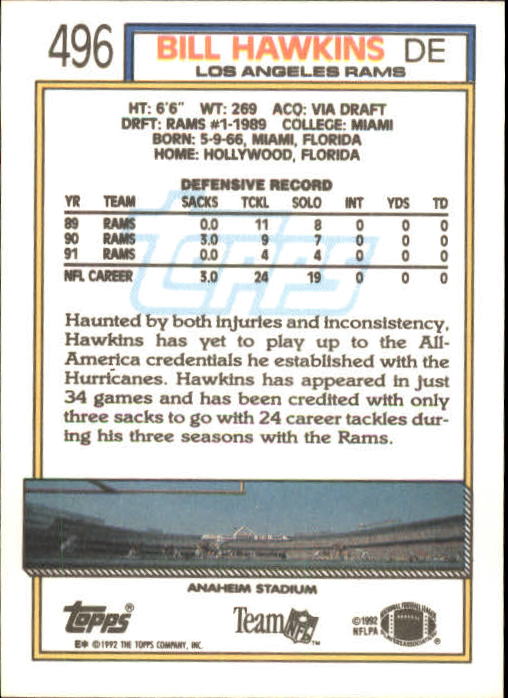 496 BILL HAWKINS DE
LOS ANGELES RAMS
HT: 6'6" WT: 269 ACQ: VIA DRAFT
DRFT: RAMS #1-1989 COLLEGE: MIAMI
BORN: 5-9-66, MIAMI, FLORIDA
HOME: HOLLYWOOD, FLORIDA
DEFENSIVE RECORD
YR TEAM SACKS TCKL SOLO INT YDS TD
89 RAMS 0.0 11 8 0 0 0
90 RAMS 3.0 9 7 0 0 0
91 RAMS 0.0 4 4 0 0 0
NFL CAREER 3.0 24 19 0 0 0
TOPPS
Haunted by both injuries and inconsistency,
Hawkins has yet to play up to the All-
America credentials he established with the
Hurricanes. Hawkins has appeared in just
34 games and has been credited with only
three sacks to go with 24 career tackles dur-
ing his three seasons with the Rams.
ANAHEIM STADIUM
TOPPS®
Team NFL™
©1992
NFLPA
NATIONAL FOOTBALL LEAGUE
PLAYERS ASSOCIATION ®
E* ©1992 THE TOPPS COMPANY, INC.